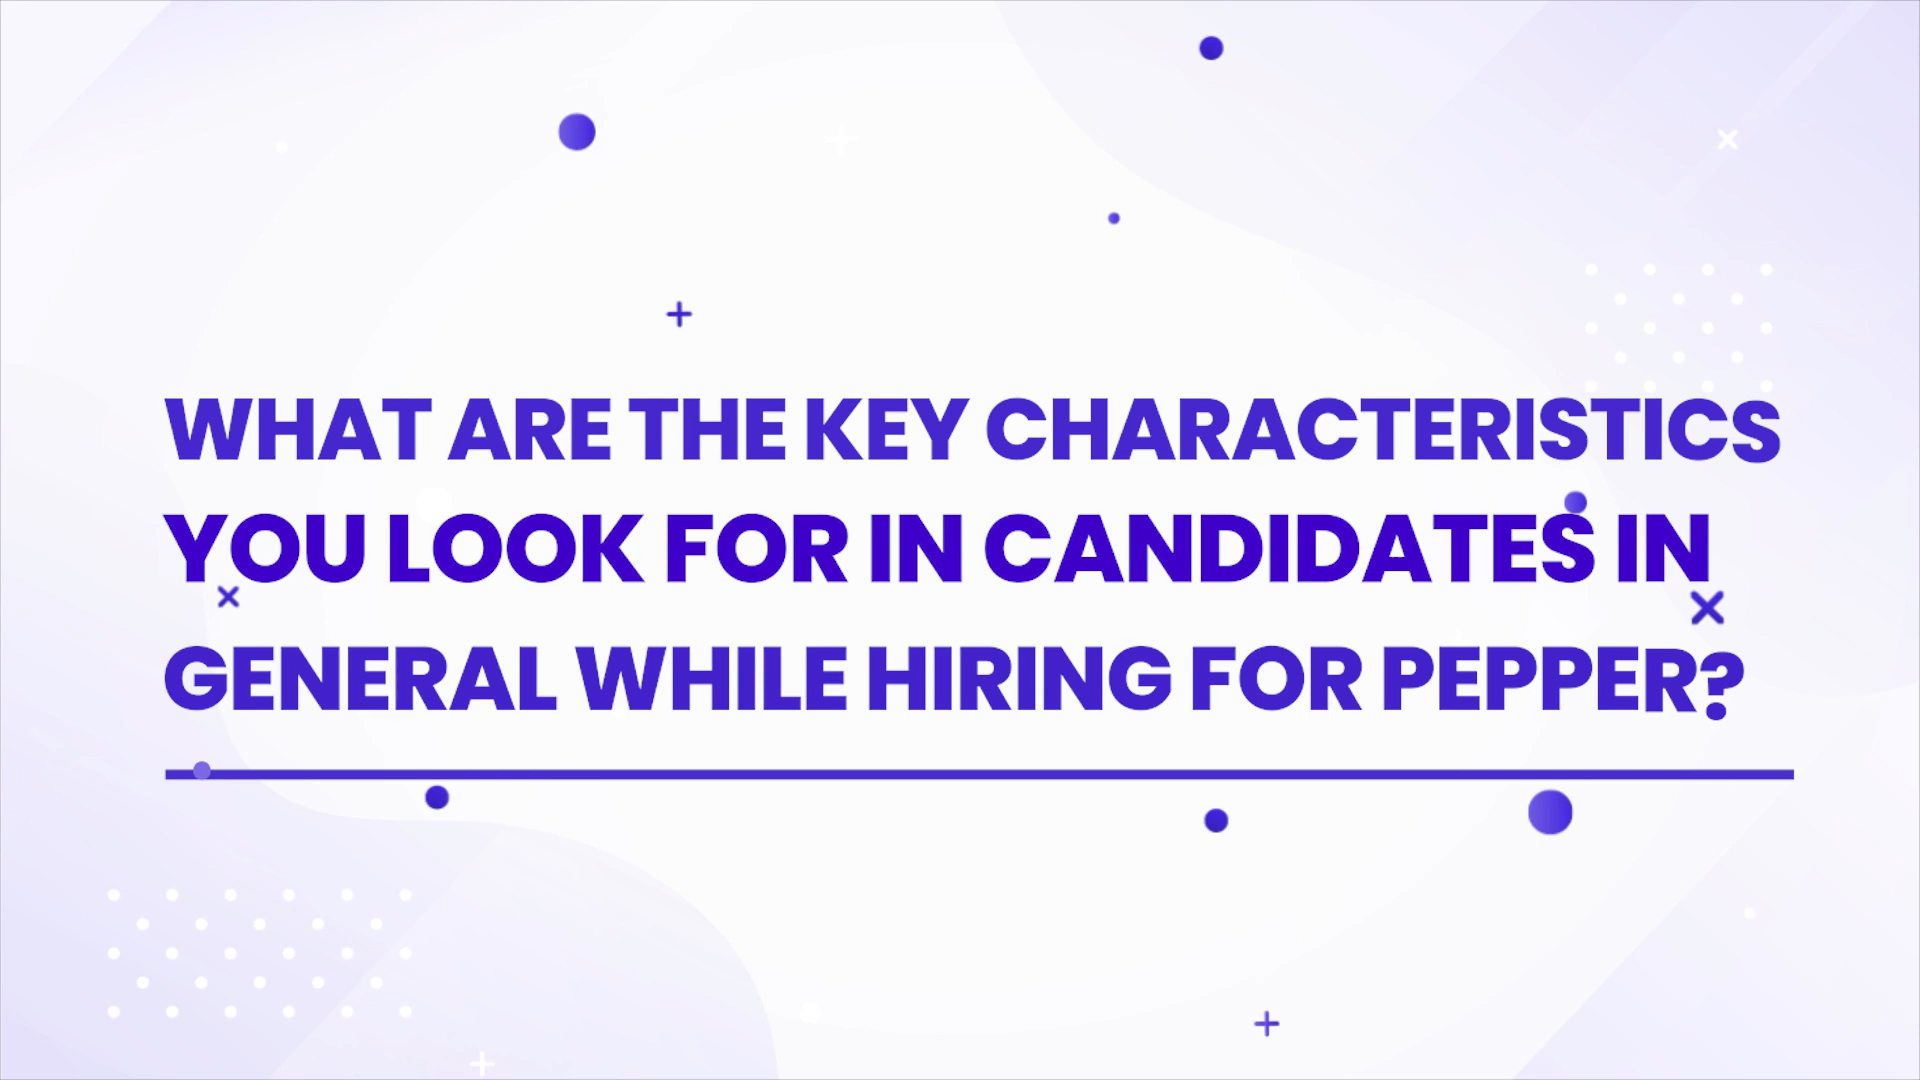 WHAT ARE THE KEY CHARACTERISTICS
YOU LOOK FOR IN CANDIDATES IN
GENERAL WHILE HIRING FOR PEPPER?